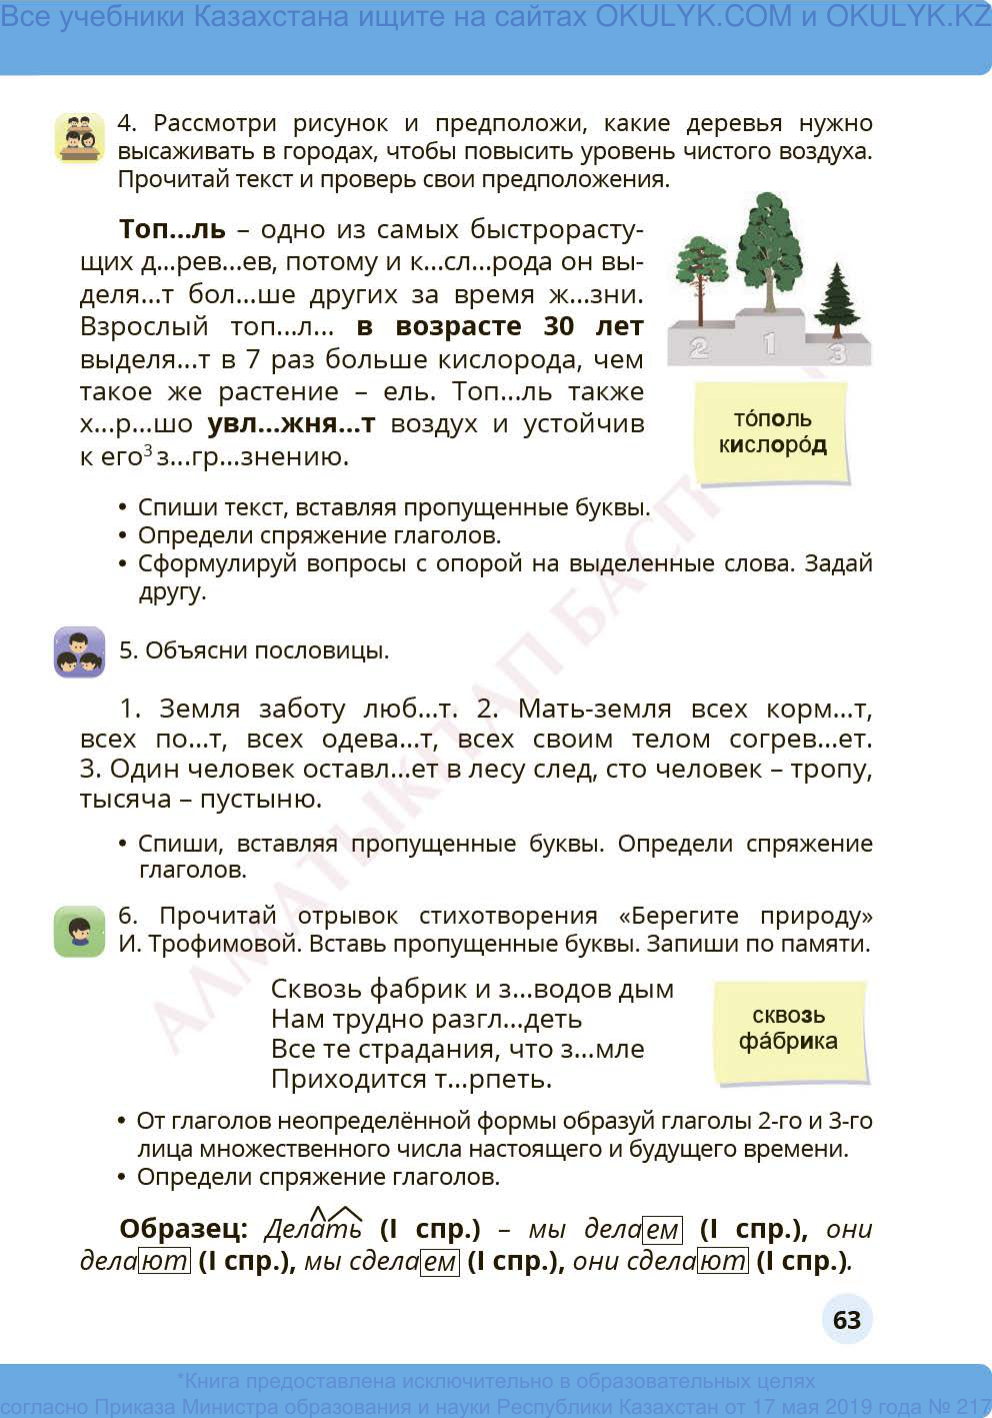 Все учебники Казахстана ищите на сайтах OKULYK.COM и OKULYK.KZ
4. Рассмотри рисунок и предположи, какие деревья нужно
высаживать в городах, чтобы повысить уровень чистого воздуха.
Прочитай текст и проверь свои предположения.
Топ...ль – одно из самых быстрорасту-
щих д...рев...ев, потому и к...сл...рода он вы-
деля...т бол...ше других за время ж...зни.
Взрослый топ...л... в возрасте 30 лет
выделя...т в 7 раз больше кислорода, чем
такое же растение – ель. Топ...ль также
х...р...шо увл...жня...т воздух и устойчив
к его³ з...гр...знению.
2 1 3
то́поль
кислоро́д
• Спиши текст, вставляя пропущенные буквы.
• Определи спряжение глаголов.
• Сформулируй вопросы с опорой на выделенные слова. Задай
другу.
5. Объясни пословицы.
1. Земля заботу люб...т. 2. Мать-земля всех корм...т,
всех по...т, всех одева...т, всех своим телом согрев...ет.
3. Один человек оставл...ет в лесу след, сто человек – тропу,
тысяча – пустыню.
• Спиши, вставляя пропущенные буквы. Определи спряжение
глаголов.
6. Прочитай отрывок стихотворения «Берегите природу»
И. Трофимовой. Вставь пропущенные буквы. Запиши по памяти.
Сквозь фабрик и з...водов дым
Нам трудно разгл...деть
Все те страдания, что з...мле
Приходится т...рпеть.
сквозь
фа́брика
• От глаголов неопределённой формы образуй глаголы 2-го и 3-го
лица множественного числа настоящего и будущего времени.
• Определи спряжение глаголов.
Образец: Делать (I спр.) – мы делаем (I спр.), они
делают (I спр.), мы сделаем (I спр.), они сделают (I спр.).
63
АЛМАТЫКІТАП БАСП
*Книга предоставлена исключительно в образовательных целях
согласно Приказа Министра образования и науки Республики Казахстан от 17 мая 2019 года № 217